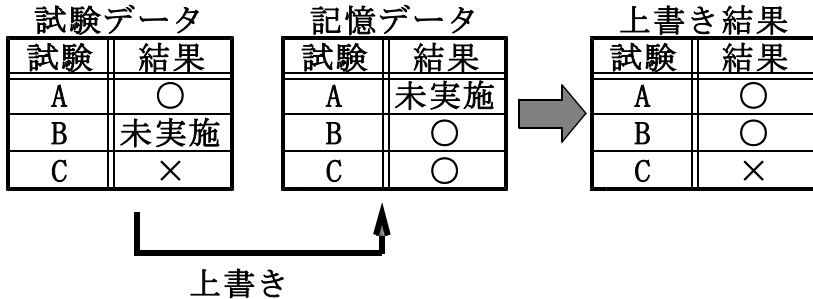 試験データ 記憶データ 上書き結果
試験 結果 試験 結果 試験 結果
A ○ A 未実施 A ○
B 未実施 B ○ B ○
C × C ○ C ×
上書き